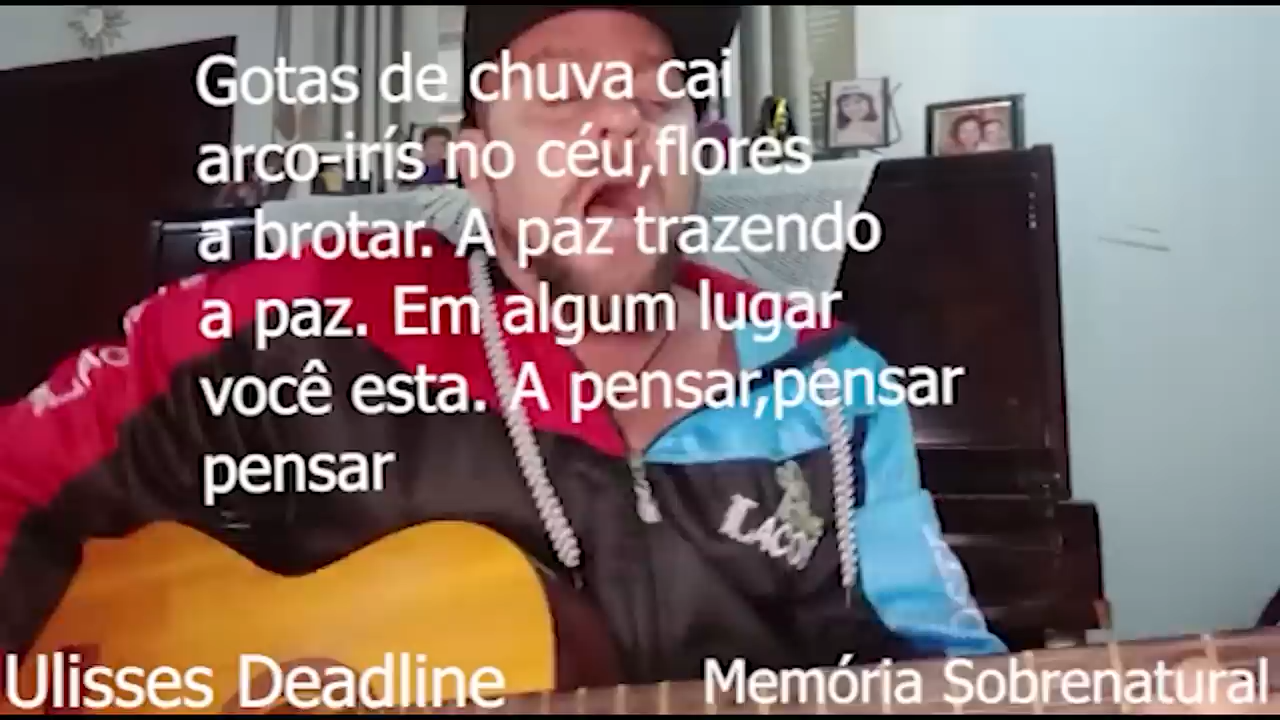 Gotas de chuva cai
arco-irís no céu,flores
a brotar. A paz trazendo
a paz. Em algum lugar
você esta. A pensar,pensar
pensar
Ulisses Deadline
Memória Sobrenatural